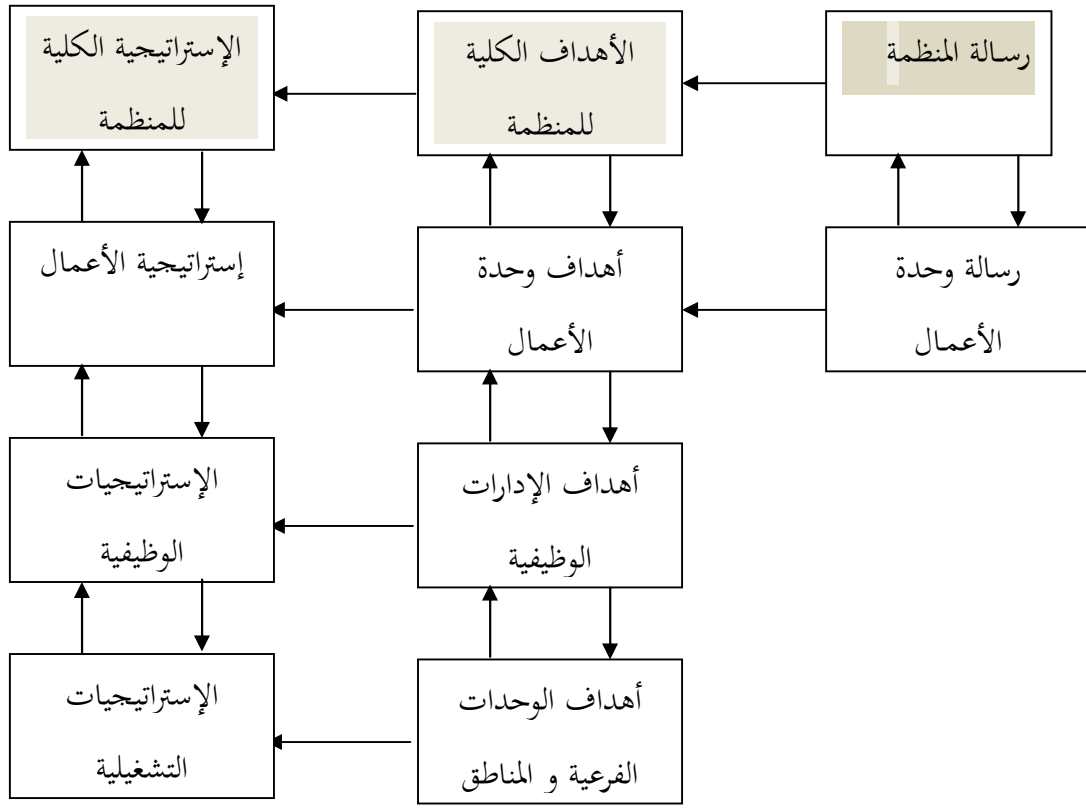 رسالة المنظمة
الأهداف الكلية
للمنظمة
الإستراتيجية الكلية
للمنظمة
رسالة وحدة
الأعمال
أهداف وحدة
الأعمال
إستراتيجية الأعمال
أهداف الإدارات
الوظيفية
الإستراتيجيات
الوظيفية
أهداف الوحدات
الفرعية و المناطق
الإستراتيجيات
التشغيلية